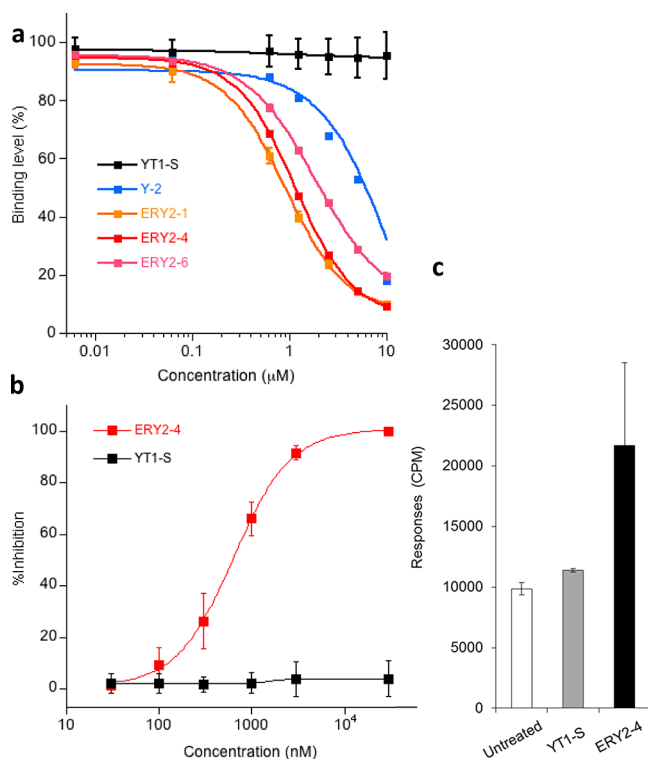 a
100
80
60
40
20
0
Binding level (%)
YT1-S
Y-2
ERY2-1
ERY2-4
ERY2-6
0.01
0.1
1
10
Concentration (μM)
b
100
80
60
40
20
0
%Inhibition
ERY2-4
YT1-S
10
100
1000
10⁴
Concentration (nM)
c
30000
25000
20000
15000
10000
5000
0
Responses (CPM)
Untreated
YT1-S
ERY2-4